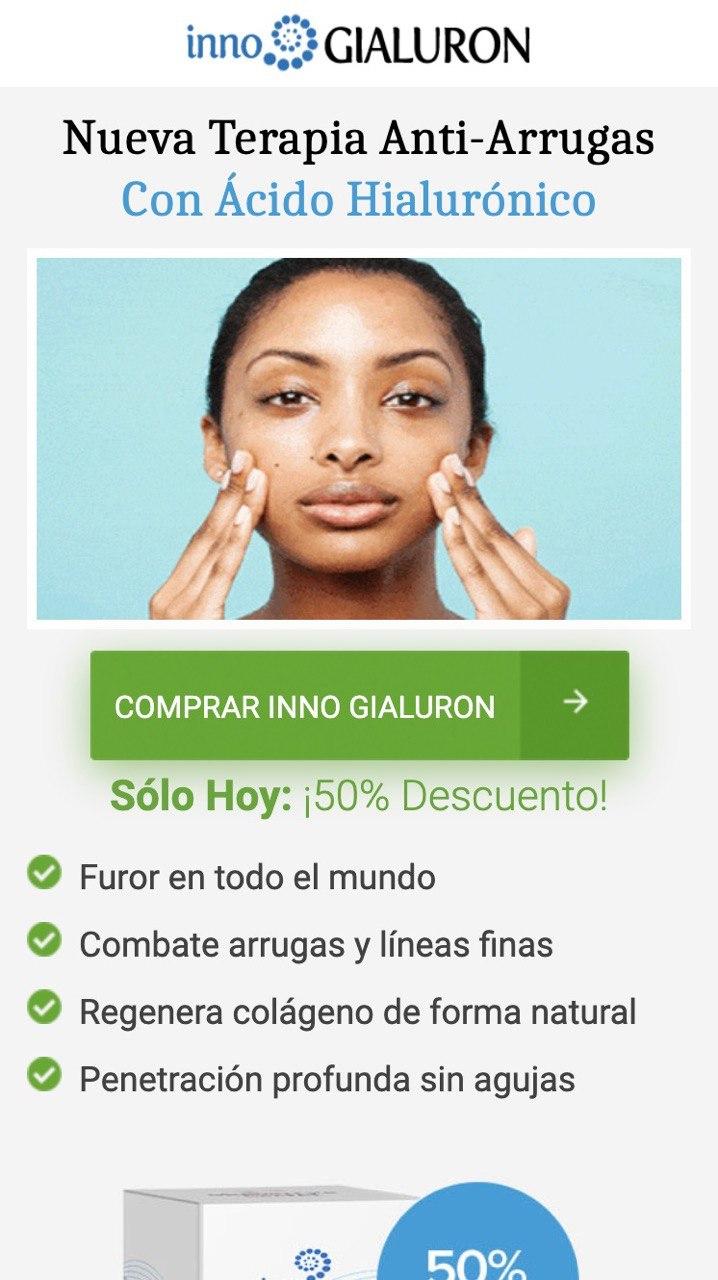 inno GIALURON
Nueva Terapia Anti-Arrugas
Con Ácido Hialurónico
COMPRAR INNO GIALURON
Sólo Hoy: ¡50% Descuento!
Furor en todo el mundo
Combate arrugas y líneas finas
Regenera colágeno de forma natural
Penetración profunda sin agujas
50%